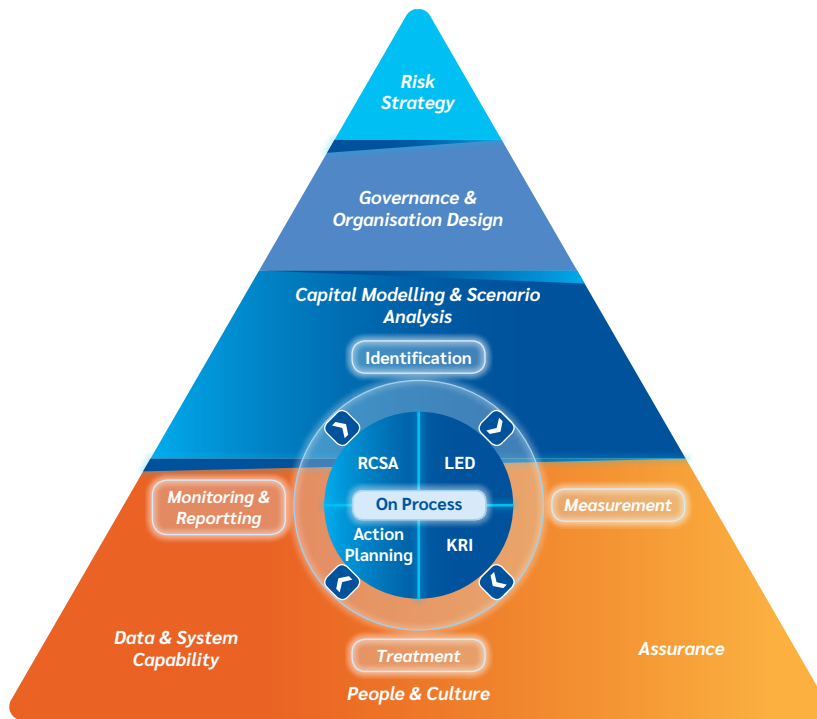 Risk
Strategy
Governance &
Organisation Design
Capital Modelling & Scenario
Analysis
Identification
RCSA
LED
Monitoring &
Reportting
On Process
Measurement
Action
Planning
KRI
Data & System
Capability
Treatment
Assurance
People & Culture